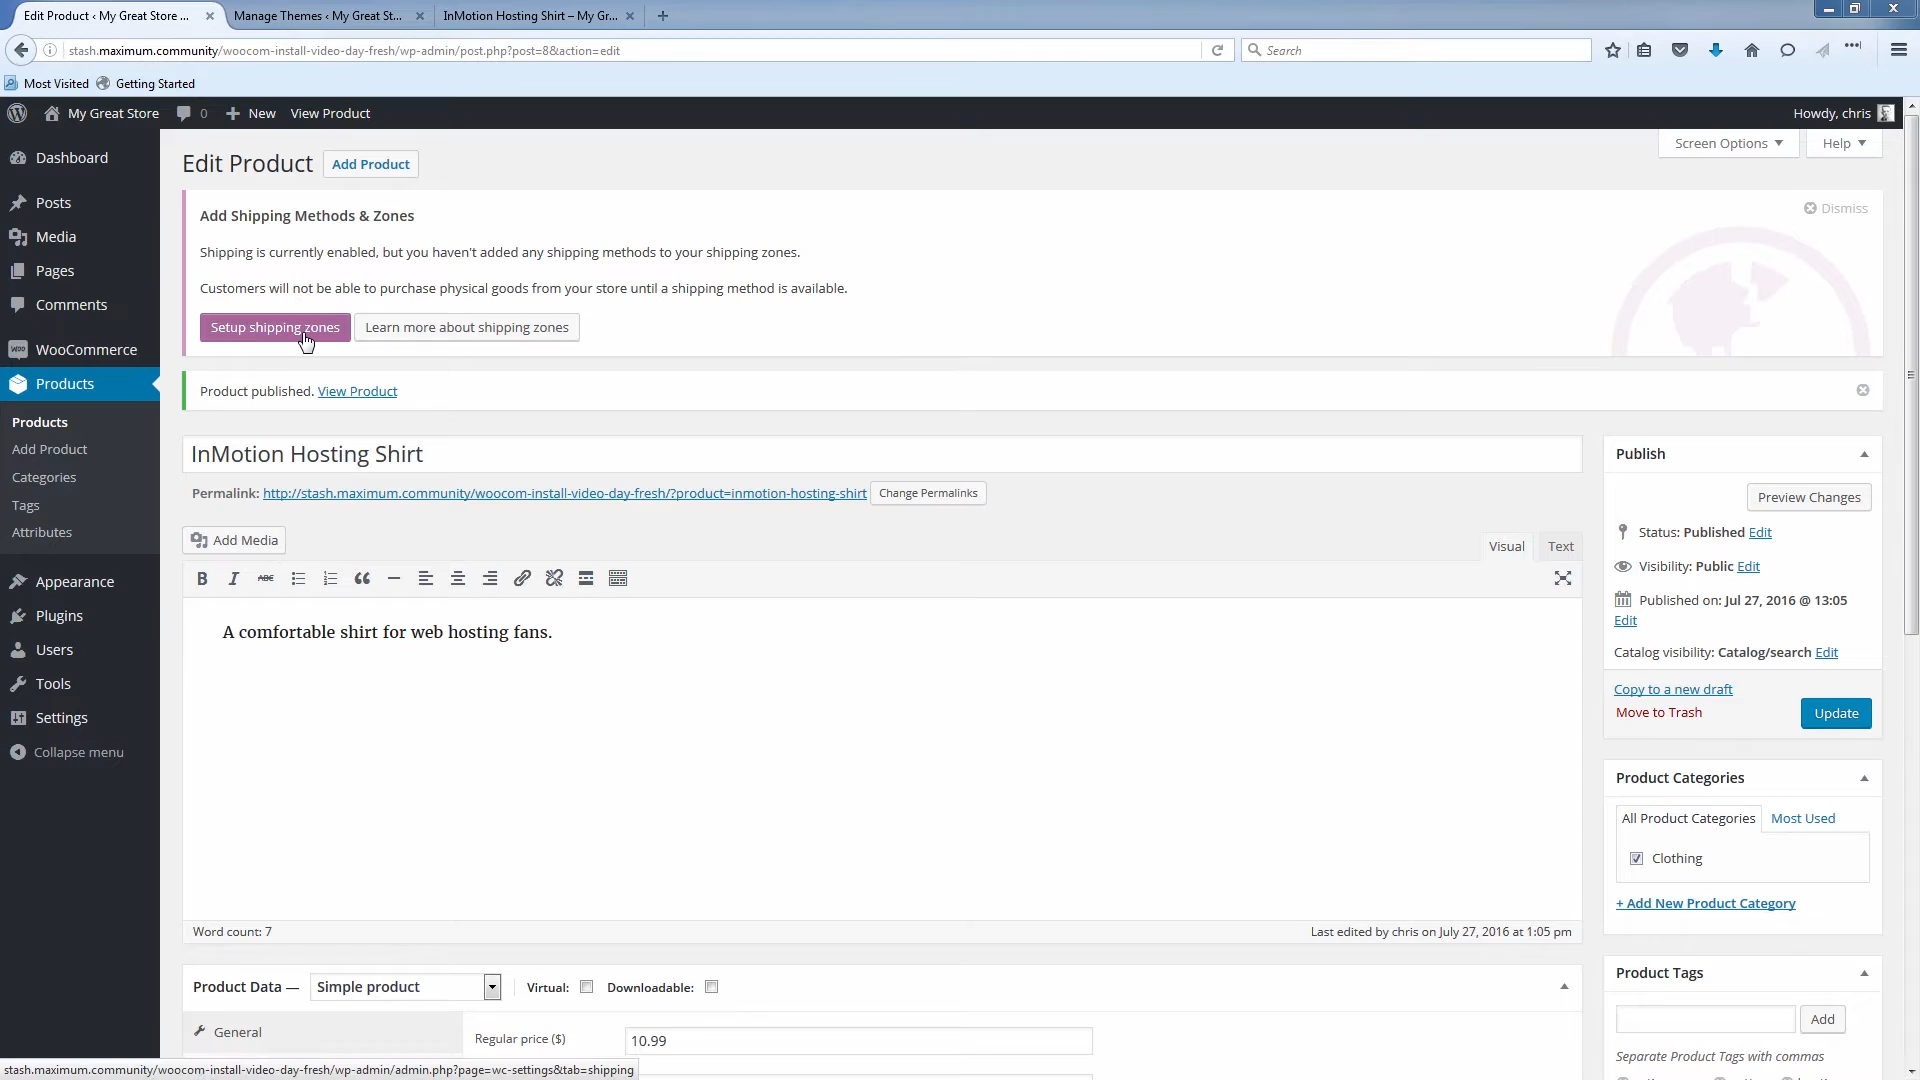 Edit Product ‹ My Great Store ...
Manage Themes ‹ My Great St...
InMotion Hosting Shirt – My Gr...
stash.maximum.community/woocom-install-video-day-fresh/wp-admin/post.php?post=8&action=edit
Search
Most Visited
Getting Started
My Great Store
0
New
View Product
Howdy, chris
Dashboard
Posts
Media
Pages
Comments
WooCommerce
Products
Products
Add Product
Categories
Tags
Attributes
Appearance
Plugins
Users
Tools
Settings
Collapse menu
Edit Product
Add Product
Screen Options
Help
Add Shipping Methods & Zones
Dismiss
Shipping is currently enabled, but you haven't added any shipping methods to your shipping zones.
Customers will not be able to purchase physical goods from your store until a shipping method is available.
Setup shipping zones
Learn more about shipping zones
Product published. View Product
InMotion Hosting Shirt
Permalink: http://stash.maximum.community/woocom-install-video-day-fresh/?product=inmotion-hosting-shirt
Change Permalinks
Add Media
Visual
Text
B I ABC
A comfortable shirt for web hosting fans.
Word count: 7
Last edited by chris on July 27, 2016 at 1:05 pm
Product Data —
Simple product
Virtual:
Downloadable:
General
Regular price ($)
10.99
Publish
Preview Changes
Status: Published Edit
Visibility: Public Edit
Published on: Jul 27, 2016 @ 13:05
Edit
Catalog visibility: Catalog/search Edit
Copy to a new draft
Move to Trash
Update
Product Categories
All Product Categories
Most Used
Clothing
+ Add New Product Category
Product Tags
Add
Separate Product Tags with commas
stash.maximum.community/woocom-install-video-day-fresh/wp-admin/admin.php?page=wc-settings&tab=shipping